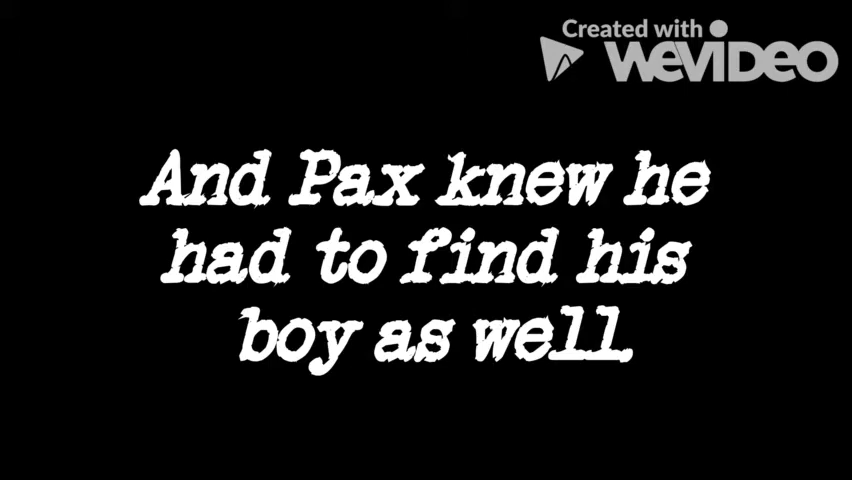 Created with
WeVideo
And Pax knew he
had to find his
boy as well.